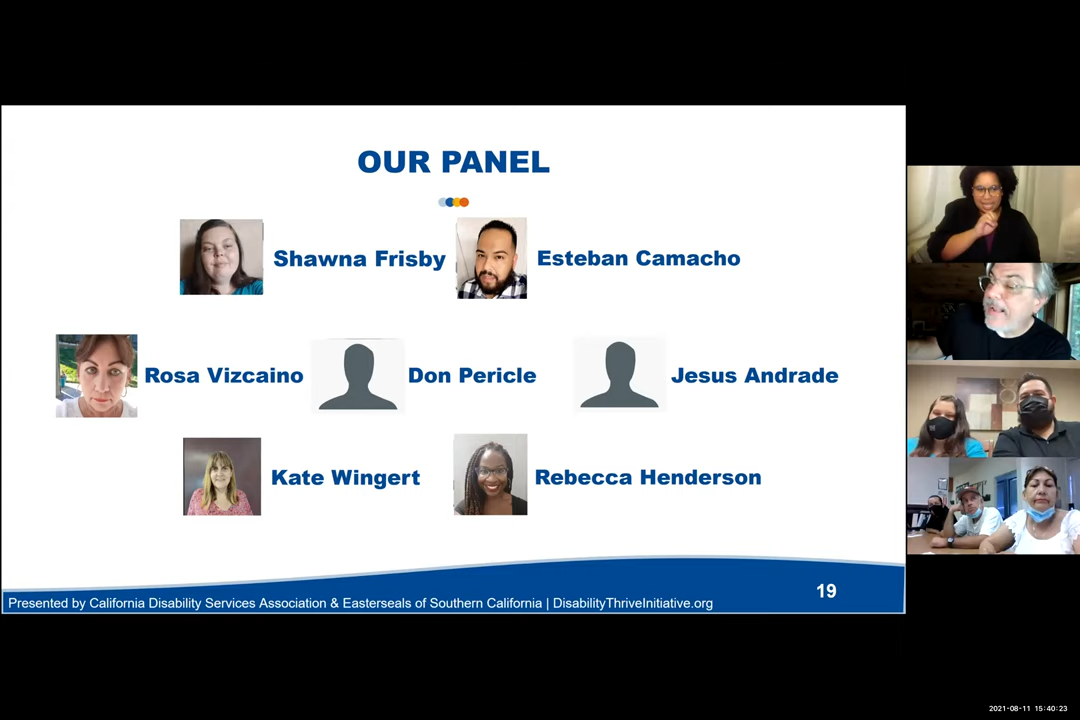 OUR PANEL
Shawna Frisby
Esteban Camacho
Rosa Vizcaino
Don Pericle
Jesus Andrade
Kate Wingert
Rebecca Henderson
Presented by California Disability Services Association & Easterseals of Southern California | DisabilityThriveInitiative.org
19
2021-08-11 15:40:23